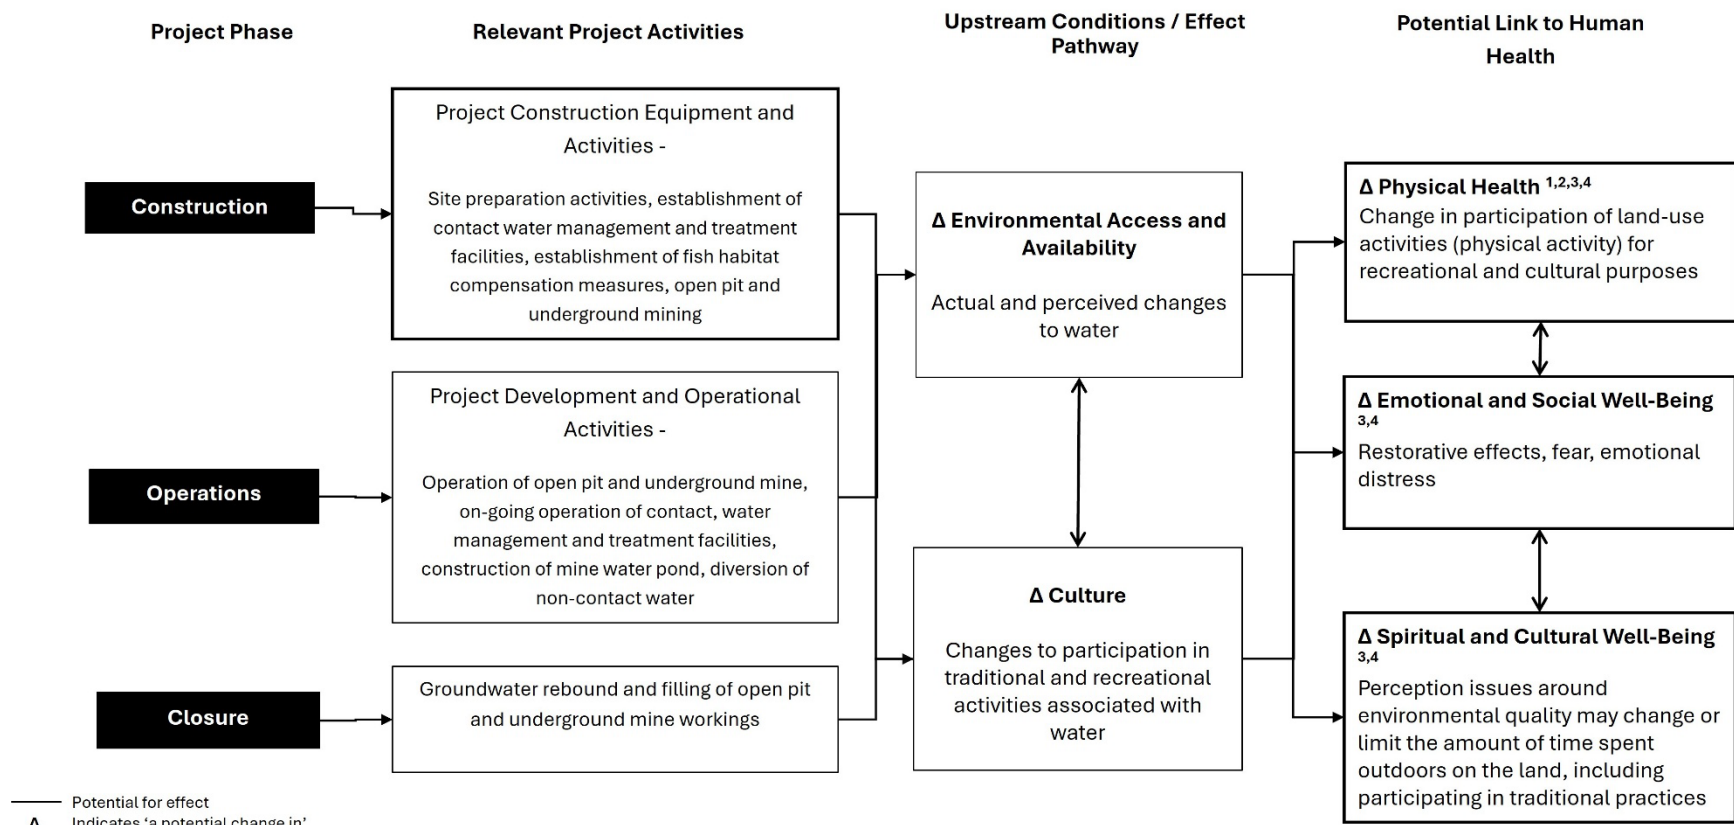 Project Phase
Relevant Project Activities
Upstream Conditions / Effect
Pathway
Potential Link to Human
Health
Construction
Project Construction Equipment and
Activities -
Site preparation activities, establishment of
contact water management and treatment
facilities, establishment of fish habitat
compensation measures, open pit and
underground mining
Operations
Project Development and Operational
Activities -
Operation of open pit and underground mine,
on-going operation of contact, water
management and treatment facilities,
construction of mine water pond, diversion of
non-contact water
Closure
Groundwater rebound and filling of open pit
and underground mine workings
Δ Environmental Access and
Availability
Actual and perceived changes
to water
Δ Culture
Changes to participation in
traditional and recreational
activities associated with
water
Δ Physical Health 1,2,3,4
Change in participation of land-use
activities (physical activity) for
recreational and cultural purposes
Δ Emotional and Social Well-Being
3,4
Restorative effects, fear, emotional
distress
Δ Spiritual and Cultural Well-Being
3,4
Perception issues around
environmental quality may change or
limit the amount of time spent
outdoors on the land, including
participating in traditional practices
Potential for effect
Δ Indicates ‘a potential change in’